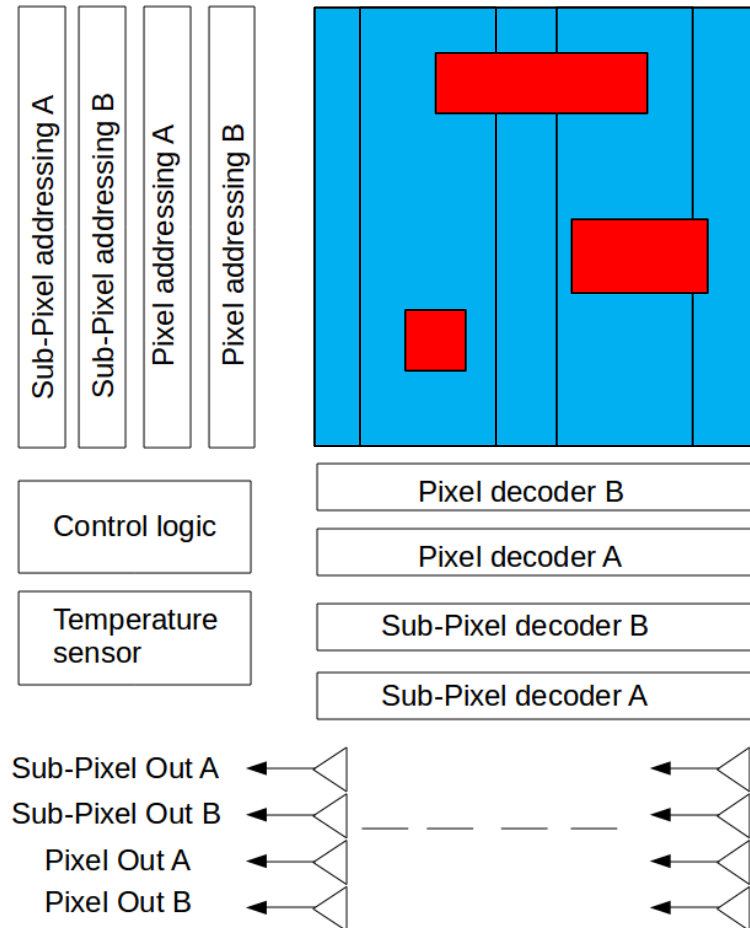 Sub-Pixel addressing A
Sub-Pixel addressing B
Pixel addressing A
Pixel addressing B
Control logic
Temperature
sensor
Pixel decoder B
Pixel decoder A
Sub-Pixel decoder B
Sub-Pixel decoder A
Sub-Pixel Out A
Sub-Pixel Out B
Pixel Out A
Pixel Out B